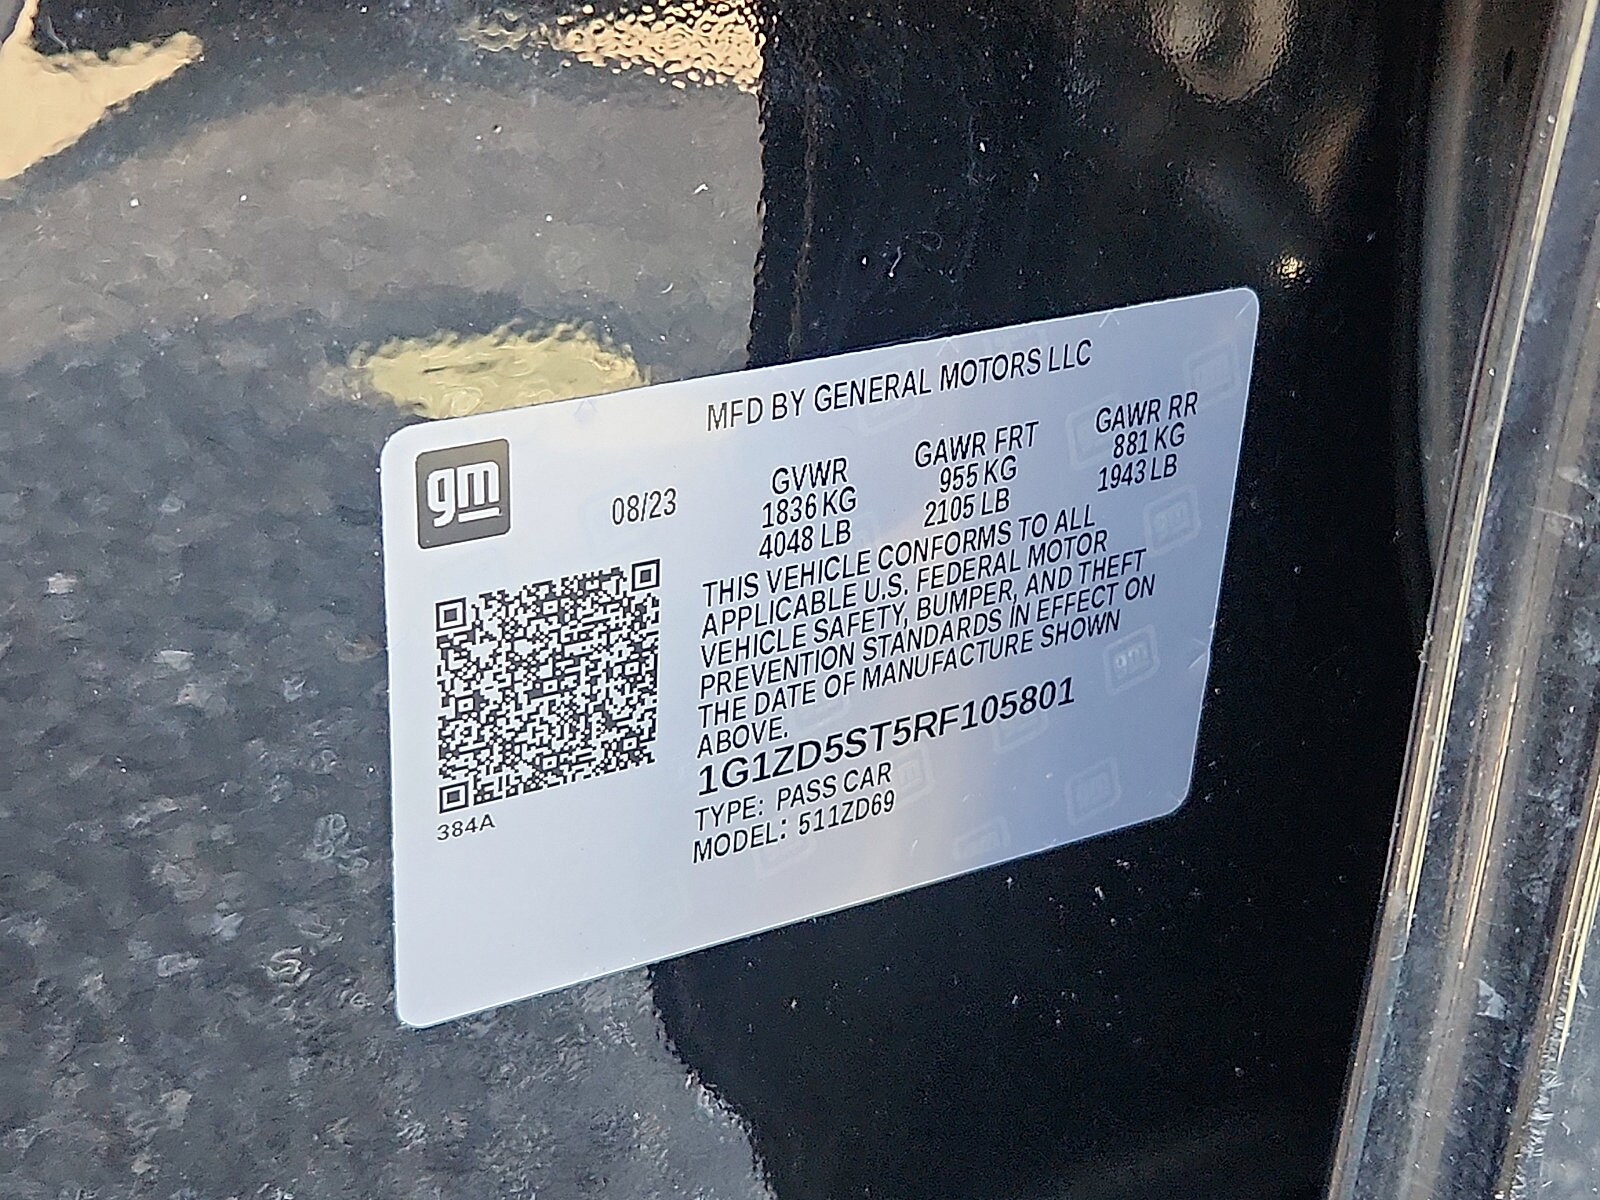 MFD BY GENERAL MOTORS LLC
gm
08/23
GVWR
1836 KG
4048 LB
GAWR FRT
955 KG
2105 LB
GAWR RR
881 KG
1943 LB
THIS VEHICLE CONFORMS TO ALL
APPLICABLE U.S. FEDERAL MOTOR
VEHICLE SAFETY, BUMPER, AND THEFT
PREVENTION STANDARDS IN EFFECT ON
THE DATE OF MANUFACTURE SHOWN
ABOVE.
1G1ZD5ST5RF105801
TYPE: PASS CAR
MODEL: 511ZD69
384A